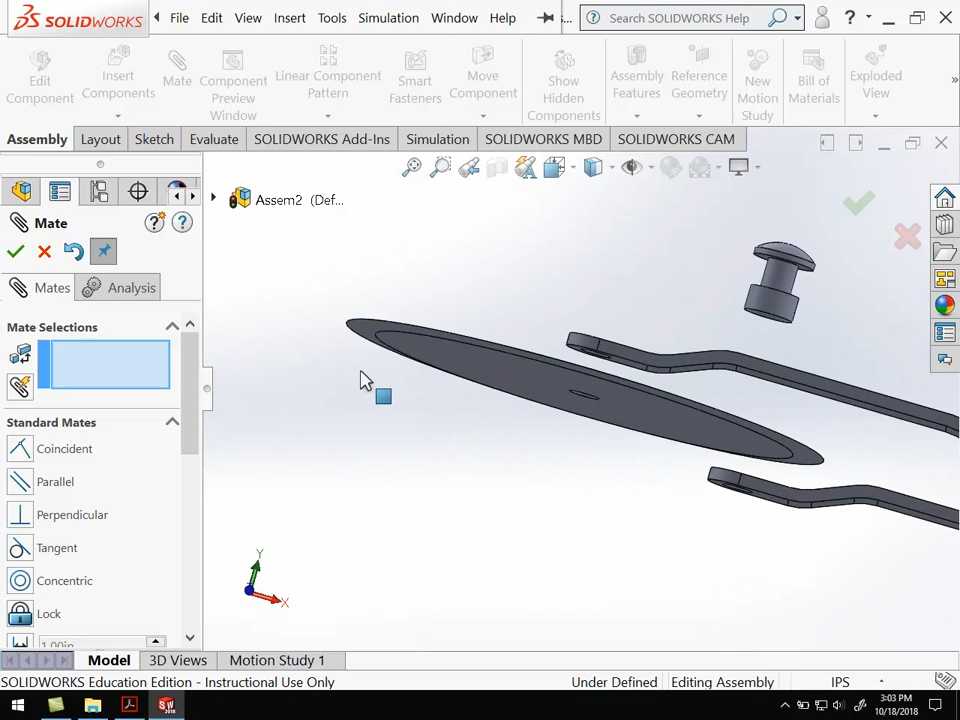 SOLIDWORKS File Edit View Insert Tools Simulation Window Help s... Search SOLIDWORKS Help ?
Edit Component
Insert Components
Mate
Component Preview Window
Linear Component Pattern
Smart Fasteners
Move Component
Show Hidden Components
Assembly Features
Reference Geometry
New Motion Study
Bill of Materials
Exploded View
»
Assembly Layout Sketch Evaluate SOLIDWORKS Add-Ins Simulation SOLIDWORKS MBD SOLIDWORKS CAM
Assem2 (Def...
Mate
Mates Analysis
Mate Selections
Standard Mates
Coincident
Parallel
Perpendicular
Tangent
Concentric
Lock
1.00in
Y
X
Model 3D Views Motion Study 1
SOLIDWORKS Education Edition - Instructional Use Only Under Defined Editing Assembly IPS
3:03 PM
10/18/2018